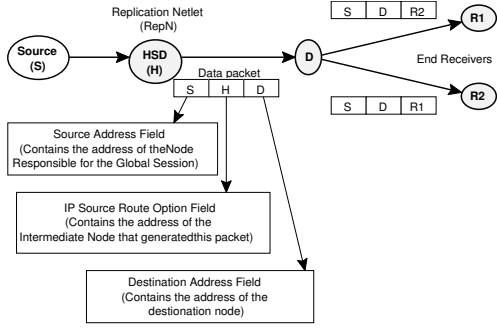 Replication Netlet
(RepN)
S D R2
R1
Source
(S)
HSD
(H)
D
End Receivers
Data packet
S H D
R2
S D R1
Source Address Field
(Contains the address of theNode
Responsible for the Global Session)
IP Source Route Option Field
(Contains the address of the
Intermediate Node that generatedthis packet)
Destination Address Field
(Contains the address of the
destionation node)